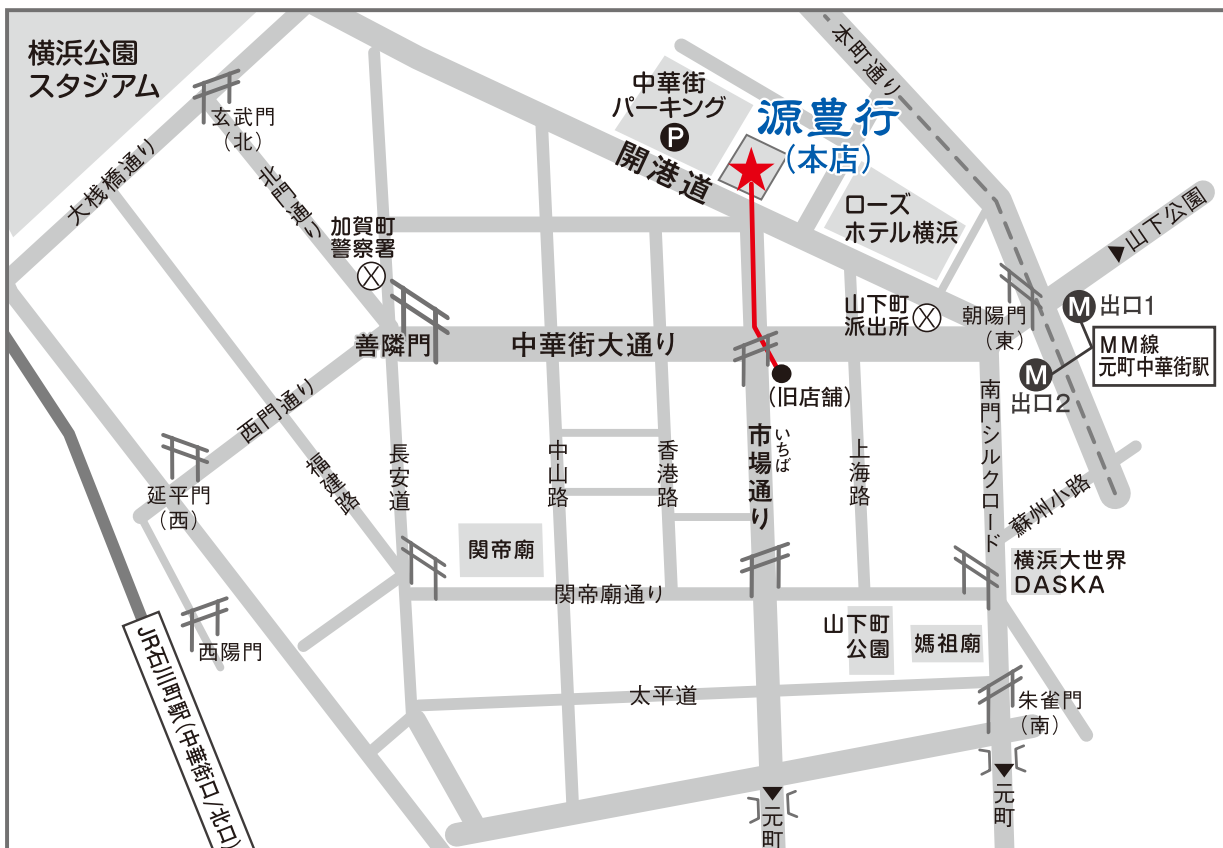 横浜公園
スタジアム
玄武門
(北)
大桟橋通り
北門通り
加賀町
警察署
中華街
パーキング
P
源豊行
(本店)
開港道
本町通り
ローズ
ホテル横浜
山下公園
山下町
派出所
朝陽門
(東)
M 出口1
MM線
元町中華街駅
M
出口2
善隣門
中華街大通り
(旧店舗)
西門通り
延平門
(西)
福建路
長安道
中山路
香港路
市場通り
いちば
上海路
南門シルクロード
蘇州小路
関帝廟
関帝廟通り
横浜大世界
DASKA
西陽門
山下町
公園
媽祖廟
太平道
朱雀門
(南)
JR石川町駅(中華街口/北口)
元町
元町